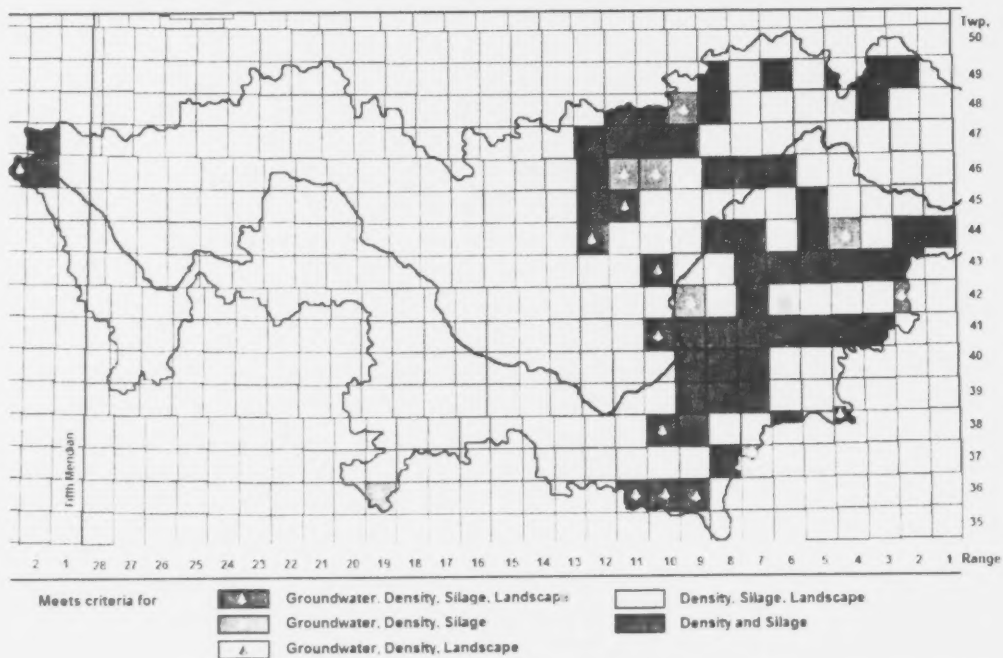 Twp.
50
49
48
47
46
45
44
43
42
41
40
39
38
37
36
35
Fifth Meridian
2 1 28 27 26 25 24 23 22 21 20 19 18 17 16 15 14 13 12 11 10 9 8 7 6 5 4 3 2 1 Range
Meets criteria for
Groundwater, Density, Silage, Landscape
Groundwater, Density, Silage
Groundwater, Density, Landscape
Density, Silage, Landscape
Density and Silage